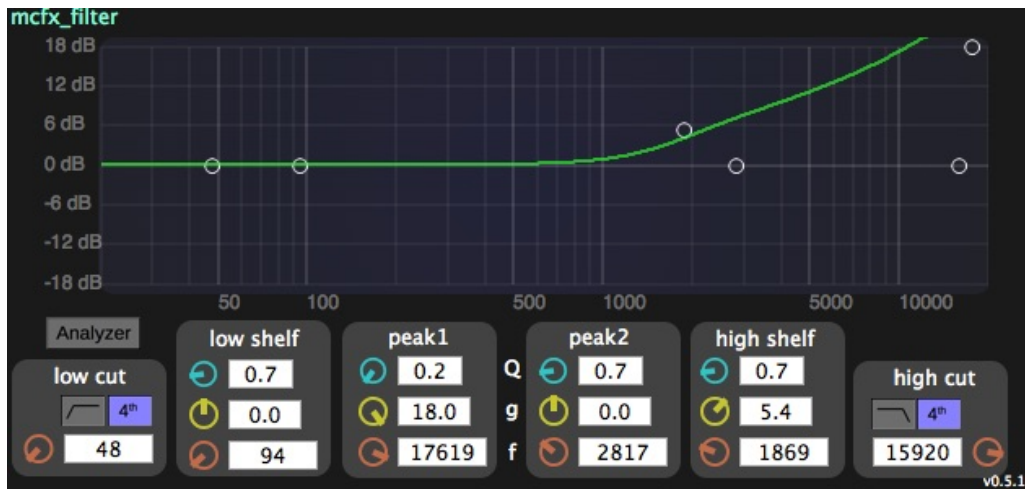 mcfx_filter
18 dB
12 dB
6 dB
0 dB
-6 dB
-12 dB
-18 dB
50 100 500 1000 5000 10000
Analyzer
low cut
4th
48
low shelf
0.7
0.0
94
peak1
0.2
18.0
17619
Q
g
f
peak2
0.7
0.0
2817
high shelf
0.7
5.4
1869
high cut
4th
15920
v0.5.1